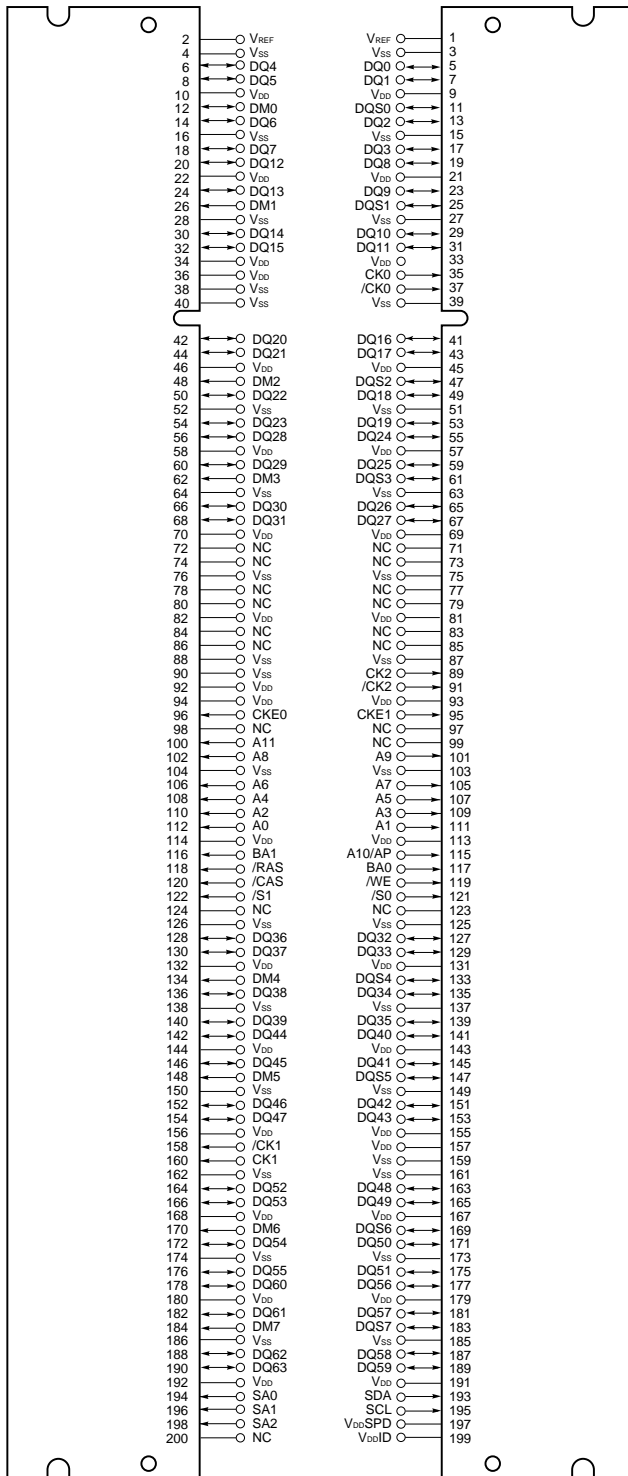 2 VREF VREF 1
4 VSS VSS 3
6 DQ4 DQ0 5
8 DQ5 DQ1 7
10 VDD VDD 9
12 DM0 DQS0 11
14 DQ6 DQ2 13
16 VSS VSS 15
18 DQ7 DQ3 17
20 DQ12 DQ8 19
22 VDD VDD 21
24 DQ13 DQ9 23
26 DM1 DQS1 25
28 VSS VSS 27
30 DQ14 DQ10 29
32 DQ15 DQ11 31
34 VDD VDD 33
36 VDD CK0 35
38 VSS /CK0 37
40 VSS VSS 39
42 DQ20 DQ16 41
44 DQ21 DQ17 43
46 VDD VDD 45
48 DM2 DQS2 47
50 DQ22 DQ18 49
52 VSS VSS 51
54 DQ23 DQ19 53
56 DQ28 DQ24 55
58 VDD VDD 57
60 DQ29 DQ25 59
62 DM3 DQS3 61
64 VSS VSS 63
66 DQ30 DQ26 65
68 DQ31 DQ27 67
70 VDD VDD 69
72 NC NC 71
74 NC NC 73
76 VSS VSS 75
78 NC NC 77
80 NC NC 79
82 VDD VDD 81
84 NC NC 83
86 NC NC 85
88 VSS VSS 87
90 VSS CK2 89
92 VDD /CK2 91
94 VDD VDD 93
96 CKE0 CKE1 95
98 NC NC 97
100 A11 NC 99
102 A8 A9 101
104 VSS VSS 103
106 A6 A7 105
108 A4 A5 107
110 A2 A3 109
112 A0 A1 111
114 VDD VDD 113
116 BA1 A10/AP 115
118 /RAS BA0 117
120 /CAS /WE 119
122 /S1 /S0 121
124 NC NC 123
126 VSS VSS 125
128 DQ36 DQ32 127
130 DQ37 DQ33 129
132 VDD VDD 131
134 DM4 DQS4 133
136 DQ38 DQ34 135
138 VSS VSS 137
140 DQ39 DQ35 139
142 DQ44 DQ40 141
144 VDD VDD 143
146 DQ45 DQ41 145
148 DM5 DQS5 147
150 VSS VSS 149
152 DQ46 DQ42 151
154 DQ47 DQ43 153
156 VDD VDD 155
158 /CK1 VDD 157
160 CK1 VSS 159
162 VSS VSS 161
164 DQ52 DQ48 163
166 DQ53 DQ49 165
168 VDD VDD 167
170 DM6 DQS6 169
172 DQ54 DQ50 171
174 VSS VSS 173
176 DQ55 DQ51 175
178 DQ60 DQ56 177
180 VDD VDD 179
182 DQ61 DQ57 181
184 DM7 DQS7 183
186 VSS VSS 185
188 DQ62 DQ58 187
190 DQ63 DQ59 189
192 VDD VDD 191
194 SA0 SDA 193
196 SA1 SCL 195
198 SA2 VDDSPD 197
200 NC VDDID 199